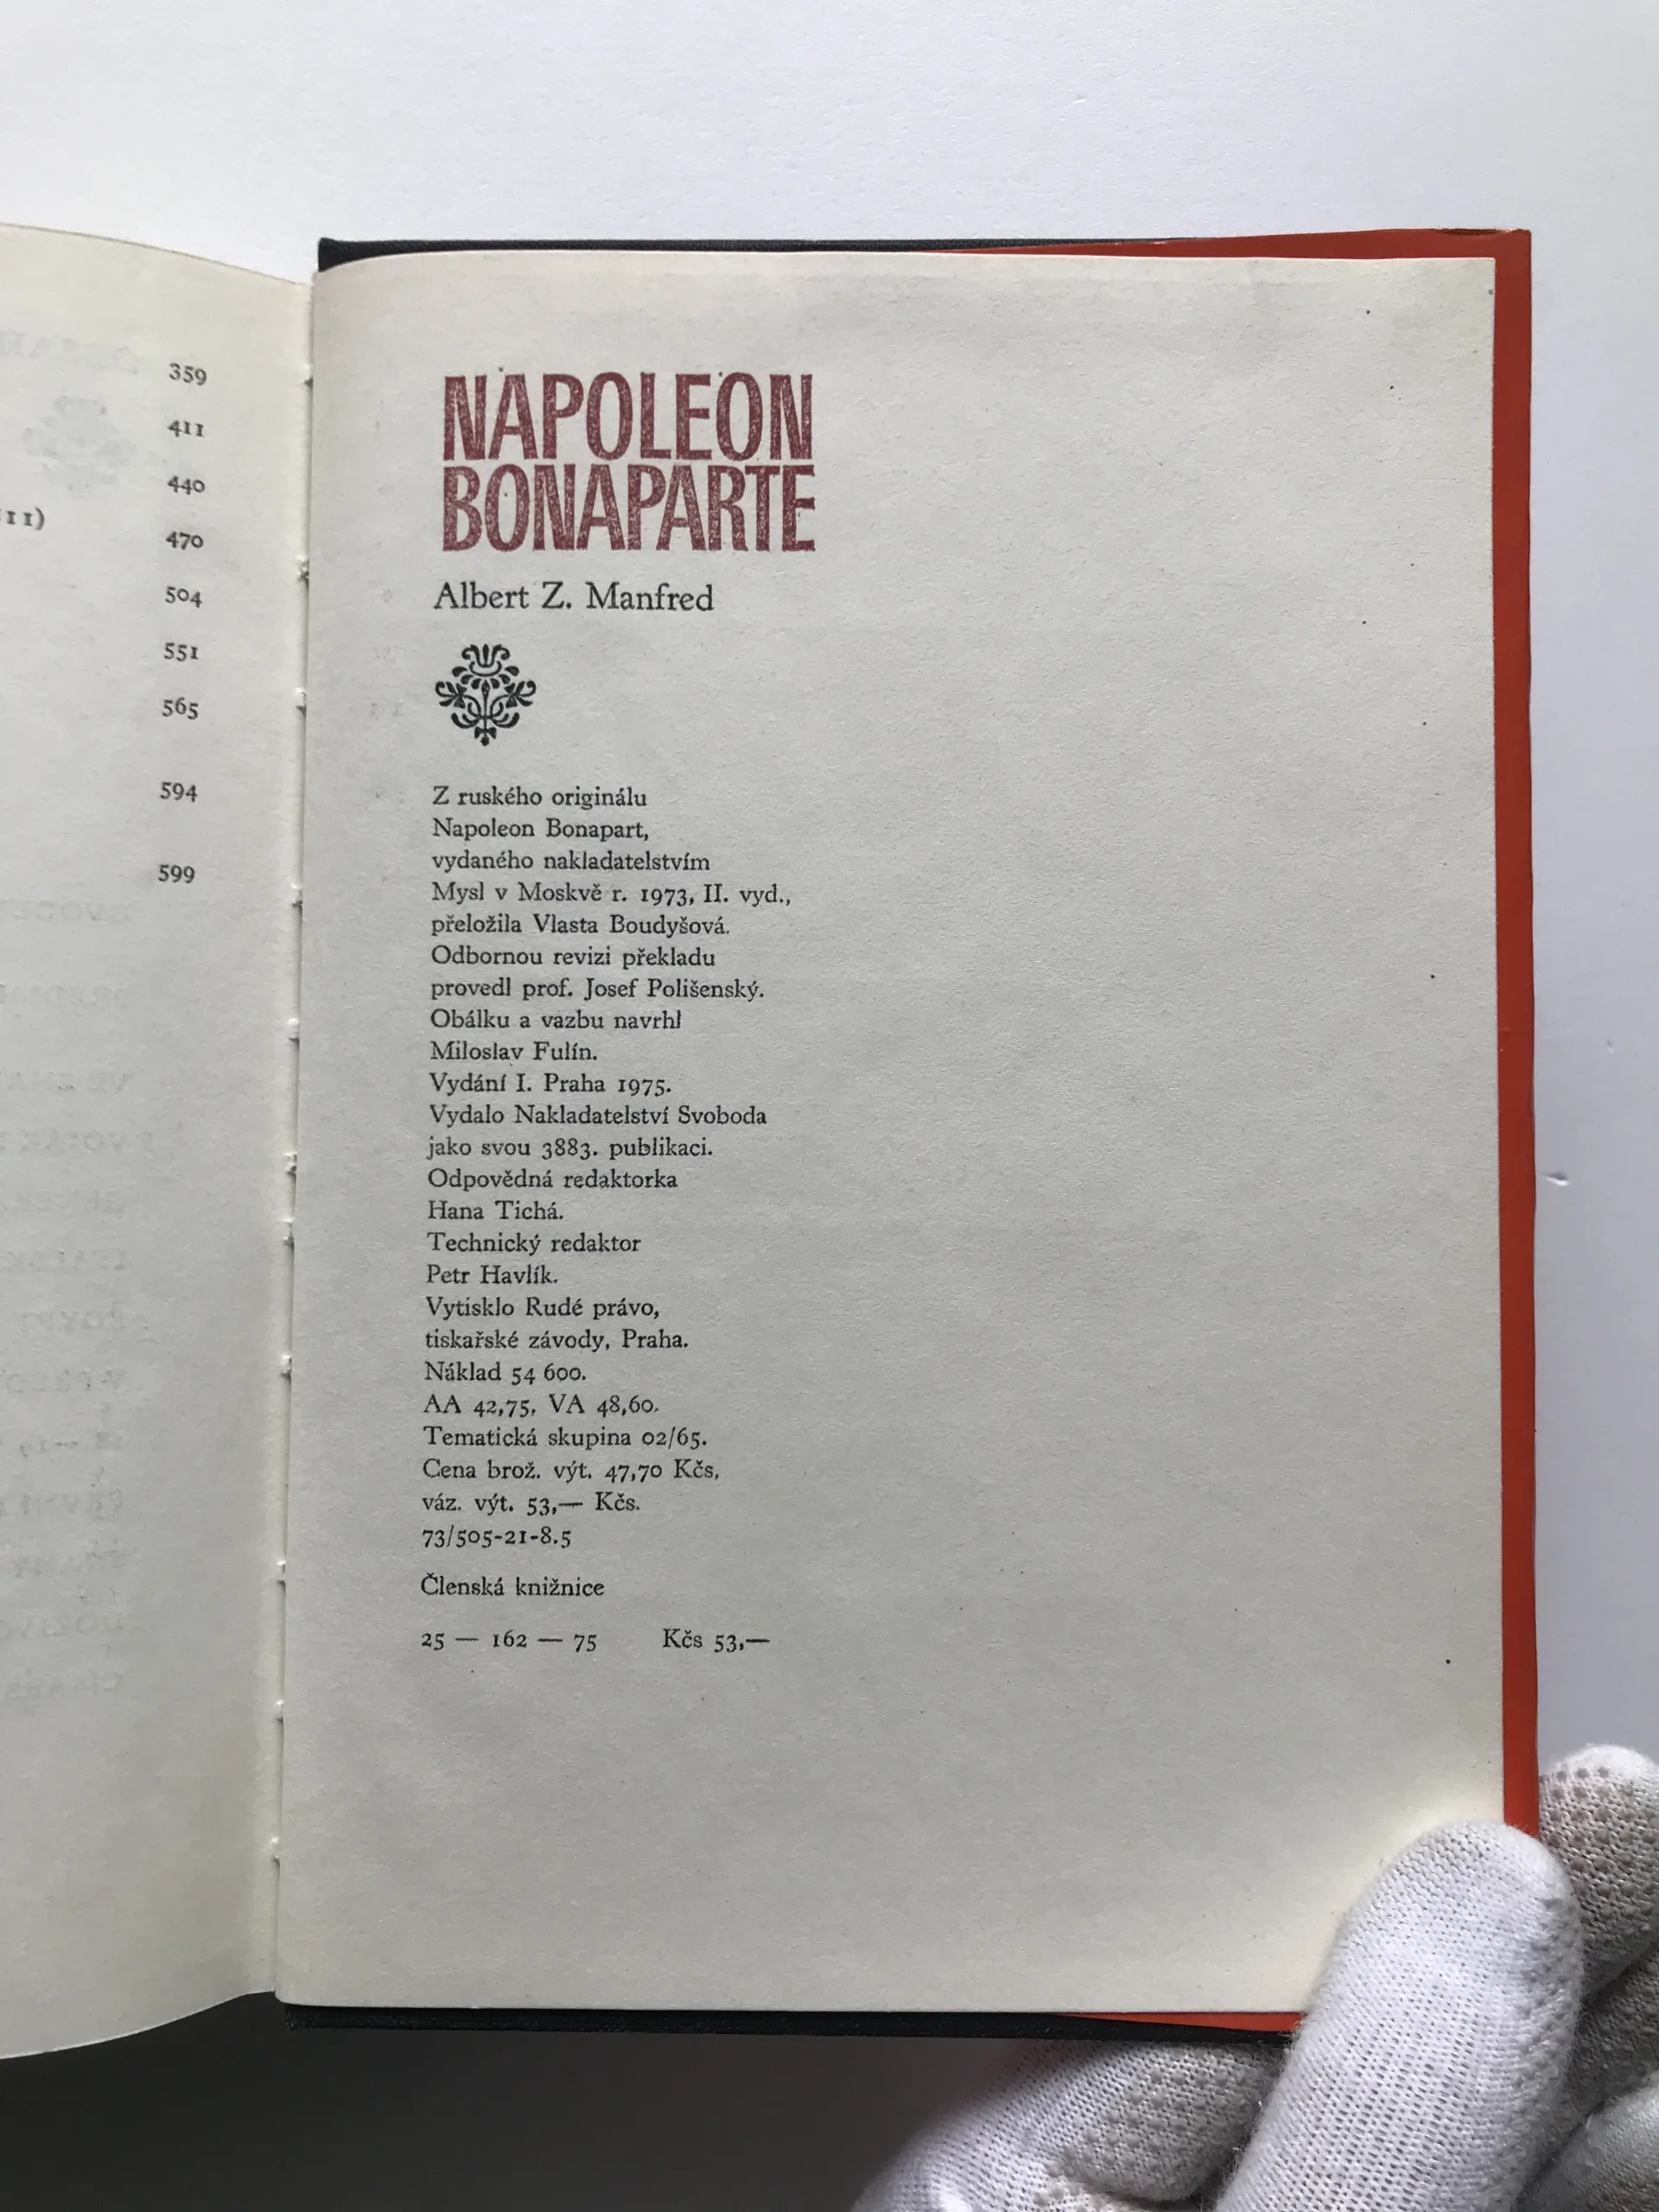 359
411
440
11)
470
504
551
565
594
599
NAPOLEON
BONAPARTE
Albert Z. Manfred
Z ruského originálu
Napoleon Bonapart,
vydaného nakladatelstvím
Mysl v Moskvě r. 1973, II. vyd.,
přeložila Vlasta Boudyšová.
Odbornou revizi překladu
provedl prof. Josef Polišenský.
Obálku a vazbu navrhl
Miloslav Fulín.
Vydání I. Praha 1975.
Vydalo Nakladatelství Svoboda
jako svou 3883. publikaci.
Odpovědná redaktorka
Hana Tichá.
Technický redaktor
Petr Havlík.
Vytisklo Rudé právo,
tiskařské závody, Praha.
Náklad 54 600.
AA 42,75, VA 48,60.
Tematická skupina 02/65.
Cena brož. výt. 47,70 Kčs,
váz. výt. 53,— Kčs.
73/505-21-8.5
Členská knižnice
25 — 162 — 75 Kčs 53,—